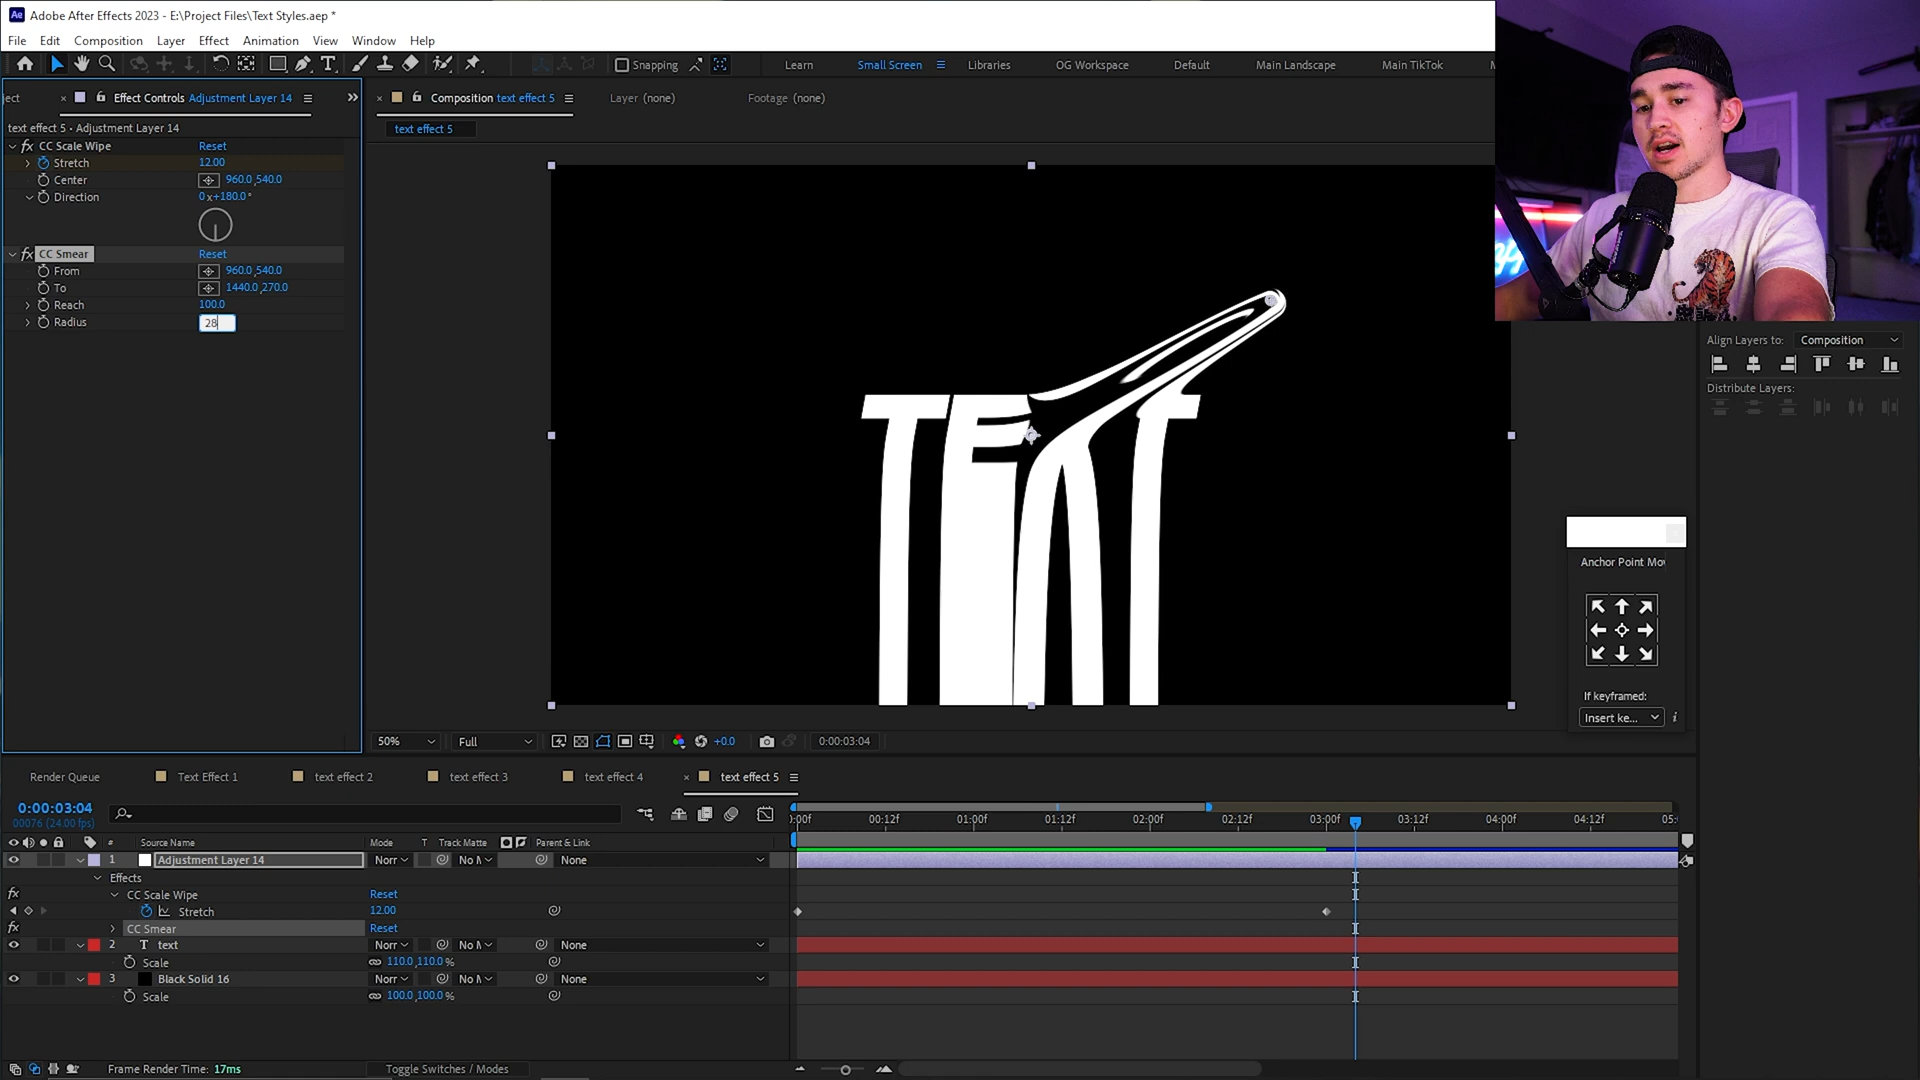 Ae Adobe After Effects 2023 - E:\Project Files\Text Styles.aep *
File Edit Composition Layer Effect Animation View Window Help
Snapping Learn Small Screen Libraries OG Workspace Default Main Landscape Main TikTok
ject Effect Controls Adjustment Layer 14
Composition text effect 5 Layer (none) Footage (none)
text effect 5 • Adjustment Layer 14
text effect 5
fx CC Scale Wipe Reset
Stretch 12.00
Center 960.0,540.0
Direction 0x+180.0°
fx CC Smear Reset
From 960.0,540.0
To 1440.0,270.0
Reach 100.0
Radius 28
TEXT
Align Layers to: Composition
Distribute Layers:
Anchor Point Mo
If keyframed:
Insert ke... i
50% Full +0.0 0:00:03:04
Render Queue Text Effect 1 text effect 2 text effect 3 text effect 4 text effect 5
0:00:03:04
00076 (24.00 fps)
:00f 00:12f 01:00f 01:12f 02:00f 02:12f 03:00f 03:12f 04:00f 04:12f 05:
# Source Name Mode T Track Matte Parent & Link
1 Adjustment Layer 14 Norr No M None
Effects
fx CC Scale Wipe Reset
Stretch 12.00
fx CC Smear Reset
2 T text Norr No M None
Scale 110.0,110.0%
3 Black Solid 16 Norr No M None
Scale 100.0,100.0%
Frame Render Time: 17ms Toggle Switches / Modes